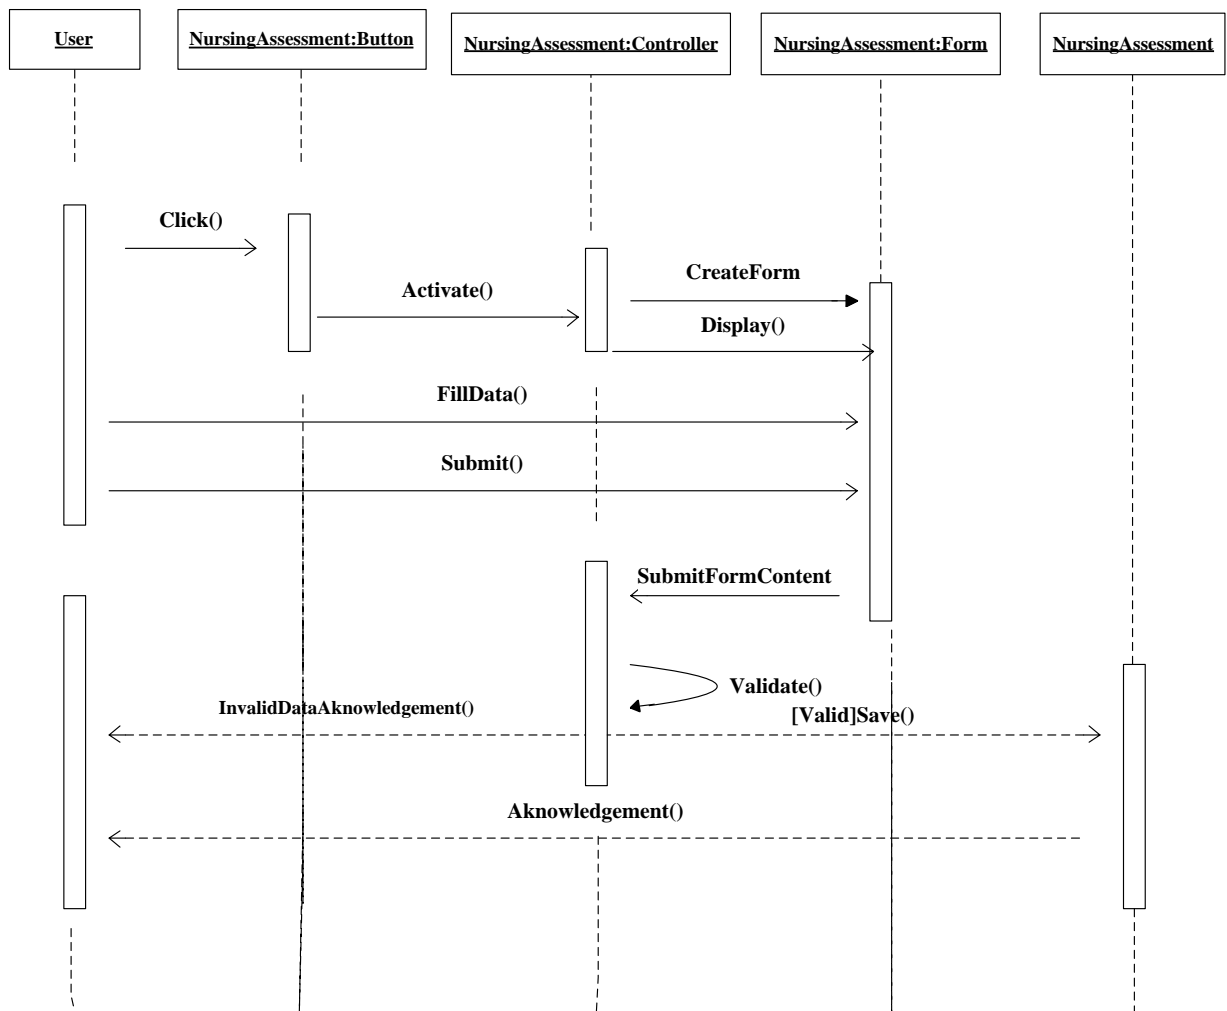 User
NursingAssessment:Button
NursingAssessment:Controller
NursingAssessment:Form
NursingAssessment
Click()
Activate()
CreateForm
Display()
FillData()
Submit()
SubmitFormContent
Validate()
InvalidDataAknowledgement()
[Valid]Save()
Aknowledgement()